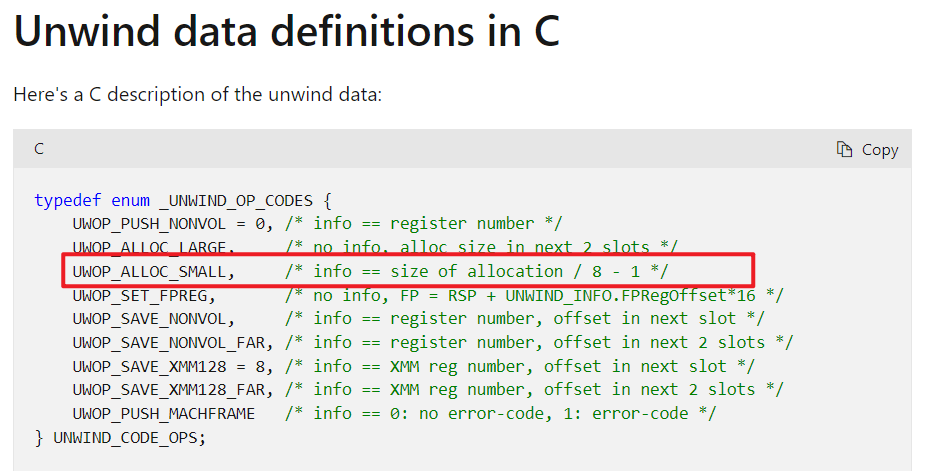 Unwind data definitions in C
Here's a C description of the unwind data:
C
Copy
typedef enum _UNWIND_OP_CODES {
    UWOP_PUSH_NONVOL = 0, /* info == register number */
    UWOP_ALLOC_LARGE,     /* no info, alloc size in next 2 slots */
    UWOP_ALLOC_SMALL,     /* info == size of allocation / 8 - 1 */
    UWOP_SET_FPREG,       /* no info, FP = RSP + UNWIND_INFO.FPRegOffset*16 */
    UWOP_SAVE_NONVOL,     /* info == register number, offset in next slot */
    UWOP_SAVE_NONVOL_FAR, /* info == register number, offset in next 2 slots */
    UWOP_SAVE_XMM128 = 8, /* info == XMM reg number, offset in next slot */
    UWOP_SAVE_XMM128_FAR, /* info == XMM reg number, offset in next 2 slots */
    UWOP_PUSH_MACHFRAME   /* info == 0: no error-code, 1: error-code */
} UNWIND_CODE_OPS;